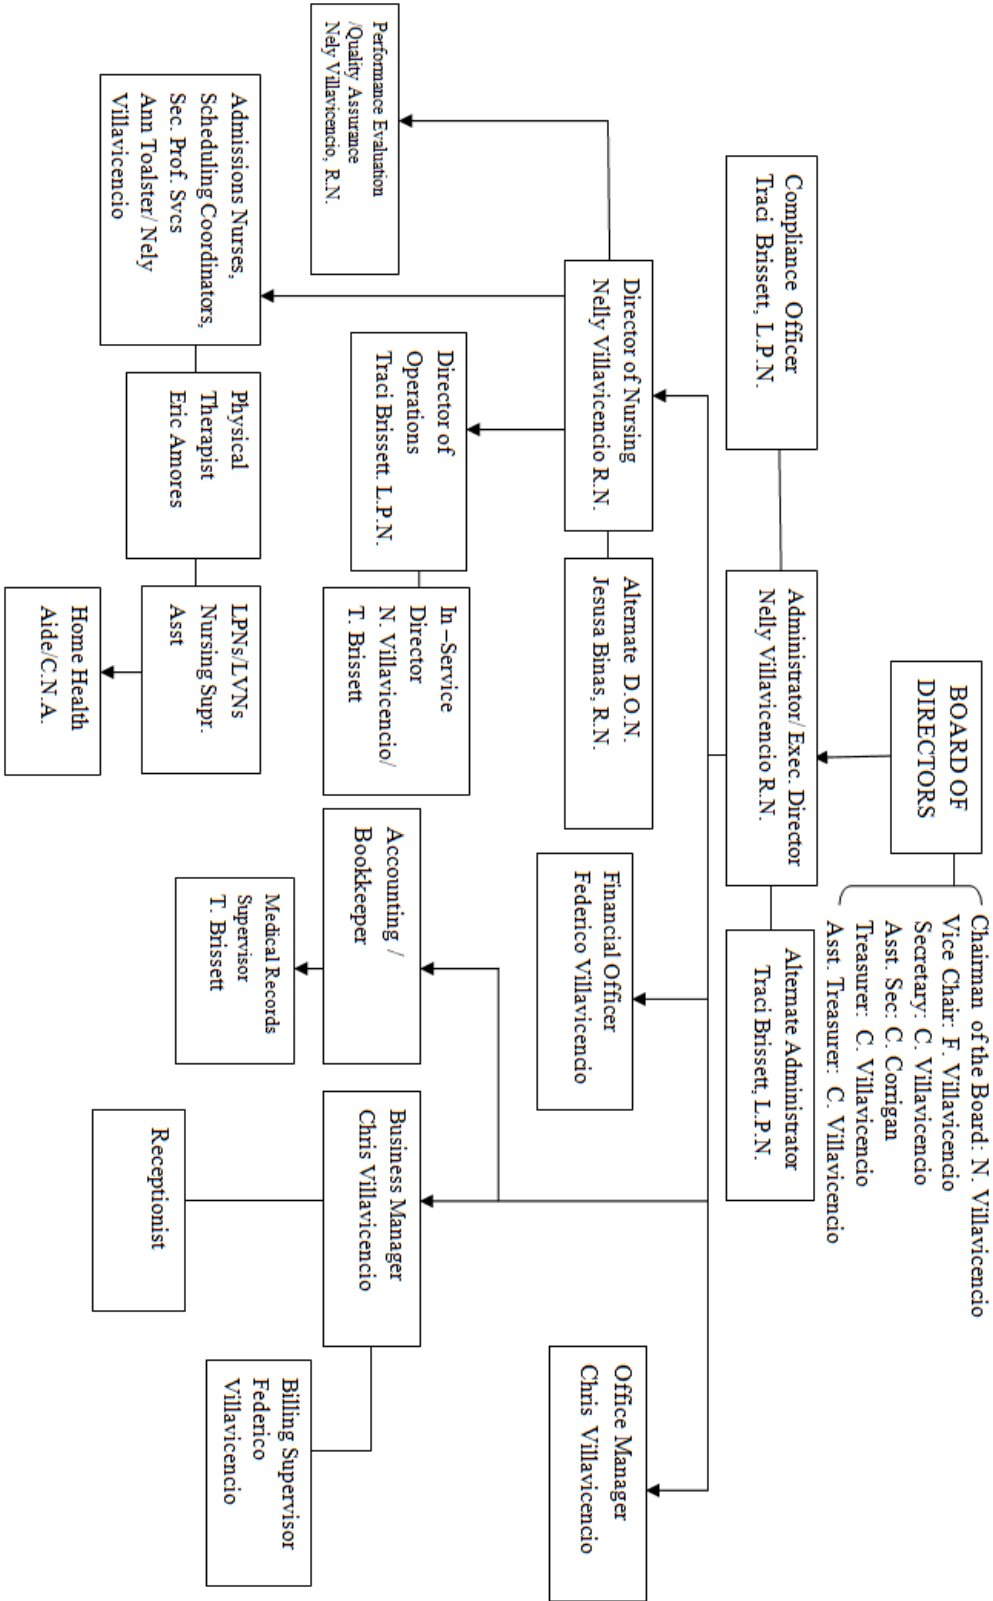 BOARD OF
DIRECTORS
Chairman of the Board: N. Villavicencio
Vice Chair: F. Villavicencio
Secretary: C. Villavicencio
Asst. Sec: C. Corrigan
Treasurer: C. Villavicencio
Asst. Treasurer: C. Villavicencio
Compliance Officer
Traci Brissett, L.P.N.
Administrator/ Exec. Director
Nelly Villavicencio R.N.
Alternate Administrator
Traci Brissett, L.P.N.
Director of Nursing
Nelly Villavicencio R.N.
Alternate D.O.N.
Jesusa Binas, R.N.
Financial Officer
Federico Villavicencio
Office Manager
Chris Villavicencio
Performance Evaluation
/Quality Assurance
Nely Villavicencio, R.N.
Director of
Operations
Traci Brissett. L.P.N.
In –Service
Director
N. Villavicencio/
T. Brissett
Accounting /
Bookkeeper
Business Manager
Chris Villavicencio
Admissions Nurses,
Scheduling Coordinators,
Sec. Prof. Svcs
Ann Toalster/ Nely
Villavicencio
Physical
Therapist
Eric Amores
LPNs/LVNs
Nursing Supr.
Asst
Medical Records
Supervisor
T. Brissett
Billing Supervisor
Federico
Villavicencio
Home Health
Aide/C.N.A.
Receptionist